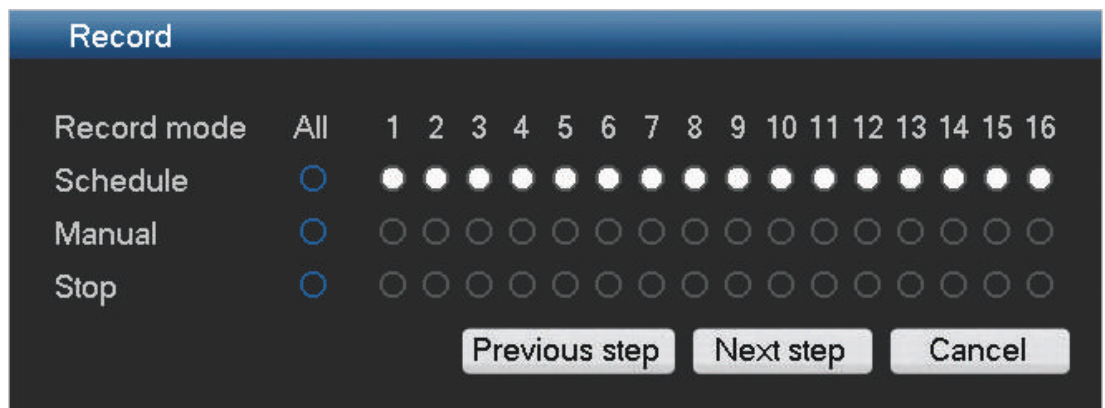 Record
Record mode All 1 2 3 4 5 6 7 8 9 10 11 12 13 14 15 16
Schedule
Manual
Stop
Previous step Next step Cancel